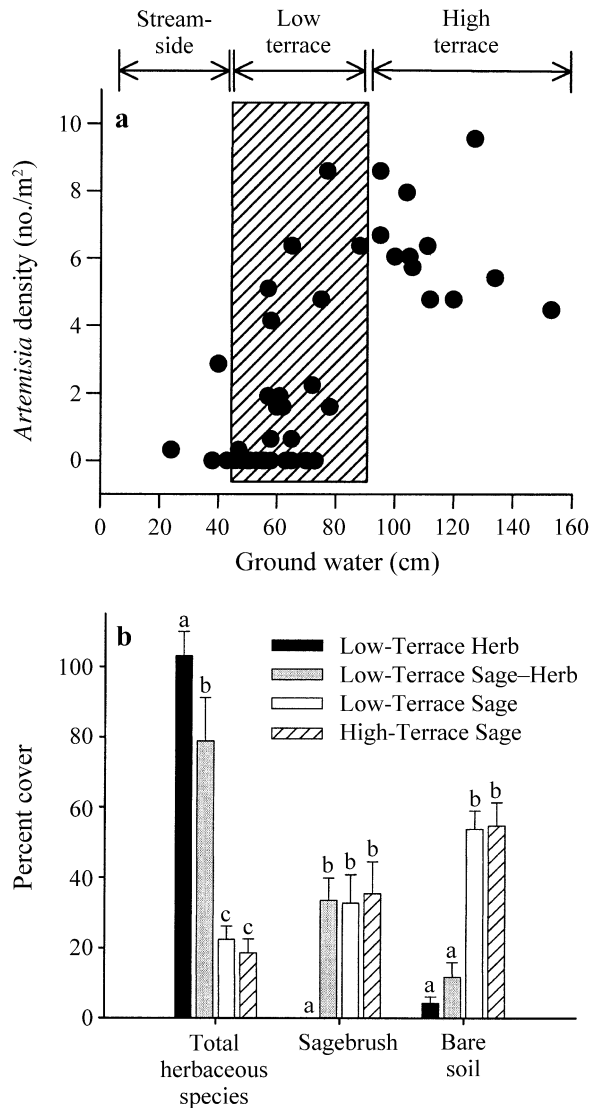 Stream-
side
Low
terrace
High
terrace
a
10
8
6
4
2
0
Artemisia density (no./m²)
0 20 40 60 80 100 120 140 160
Ground water (cm)
b
Low-Terrace Herb
Low-Terrace Sage–Herb
Low-Terrace Sage
High-Terrace Sage
100
80
60
40
20
0
Percent cover
a
b
c c
a
b b b
a
a
b b
Total
herbaceous
species
Sagebrush
Bare
soil